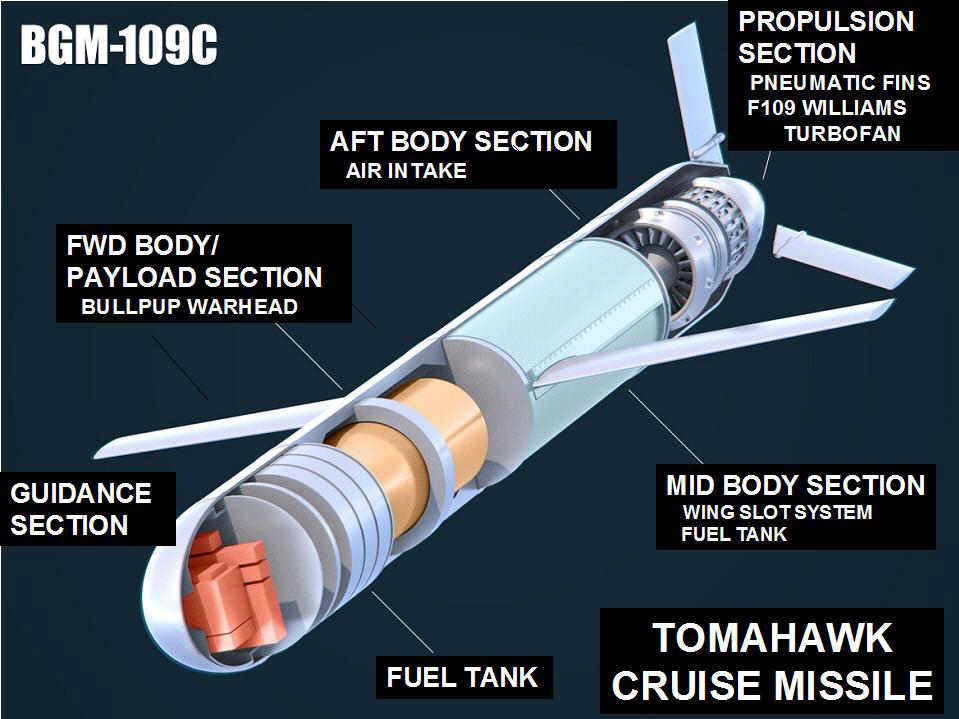 BGM-109C
PROPULSION
SECTION
PNEUMATIC FINS
F109 WILLIAMS
TURBOFAN
AFT BODY SECTION
AIR INTAKE
FWD BODY/
PAYLOAD SECTION
BULLPUP WARHEAD
GUIDANCE
SECTION
MID BODY SECTION
WING SLOT SYSTEM
FUEL TANK
FUEL TANK
TOMAHAWK
CRUISE MISSILE